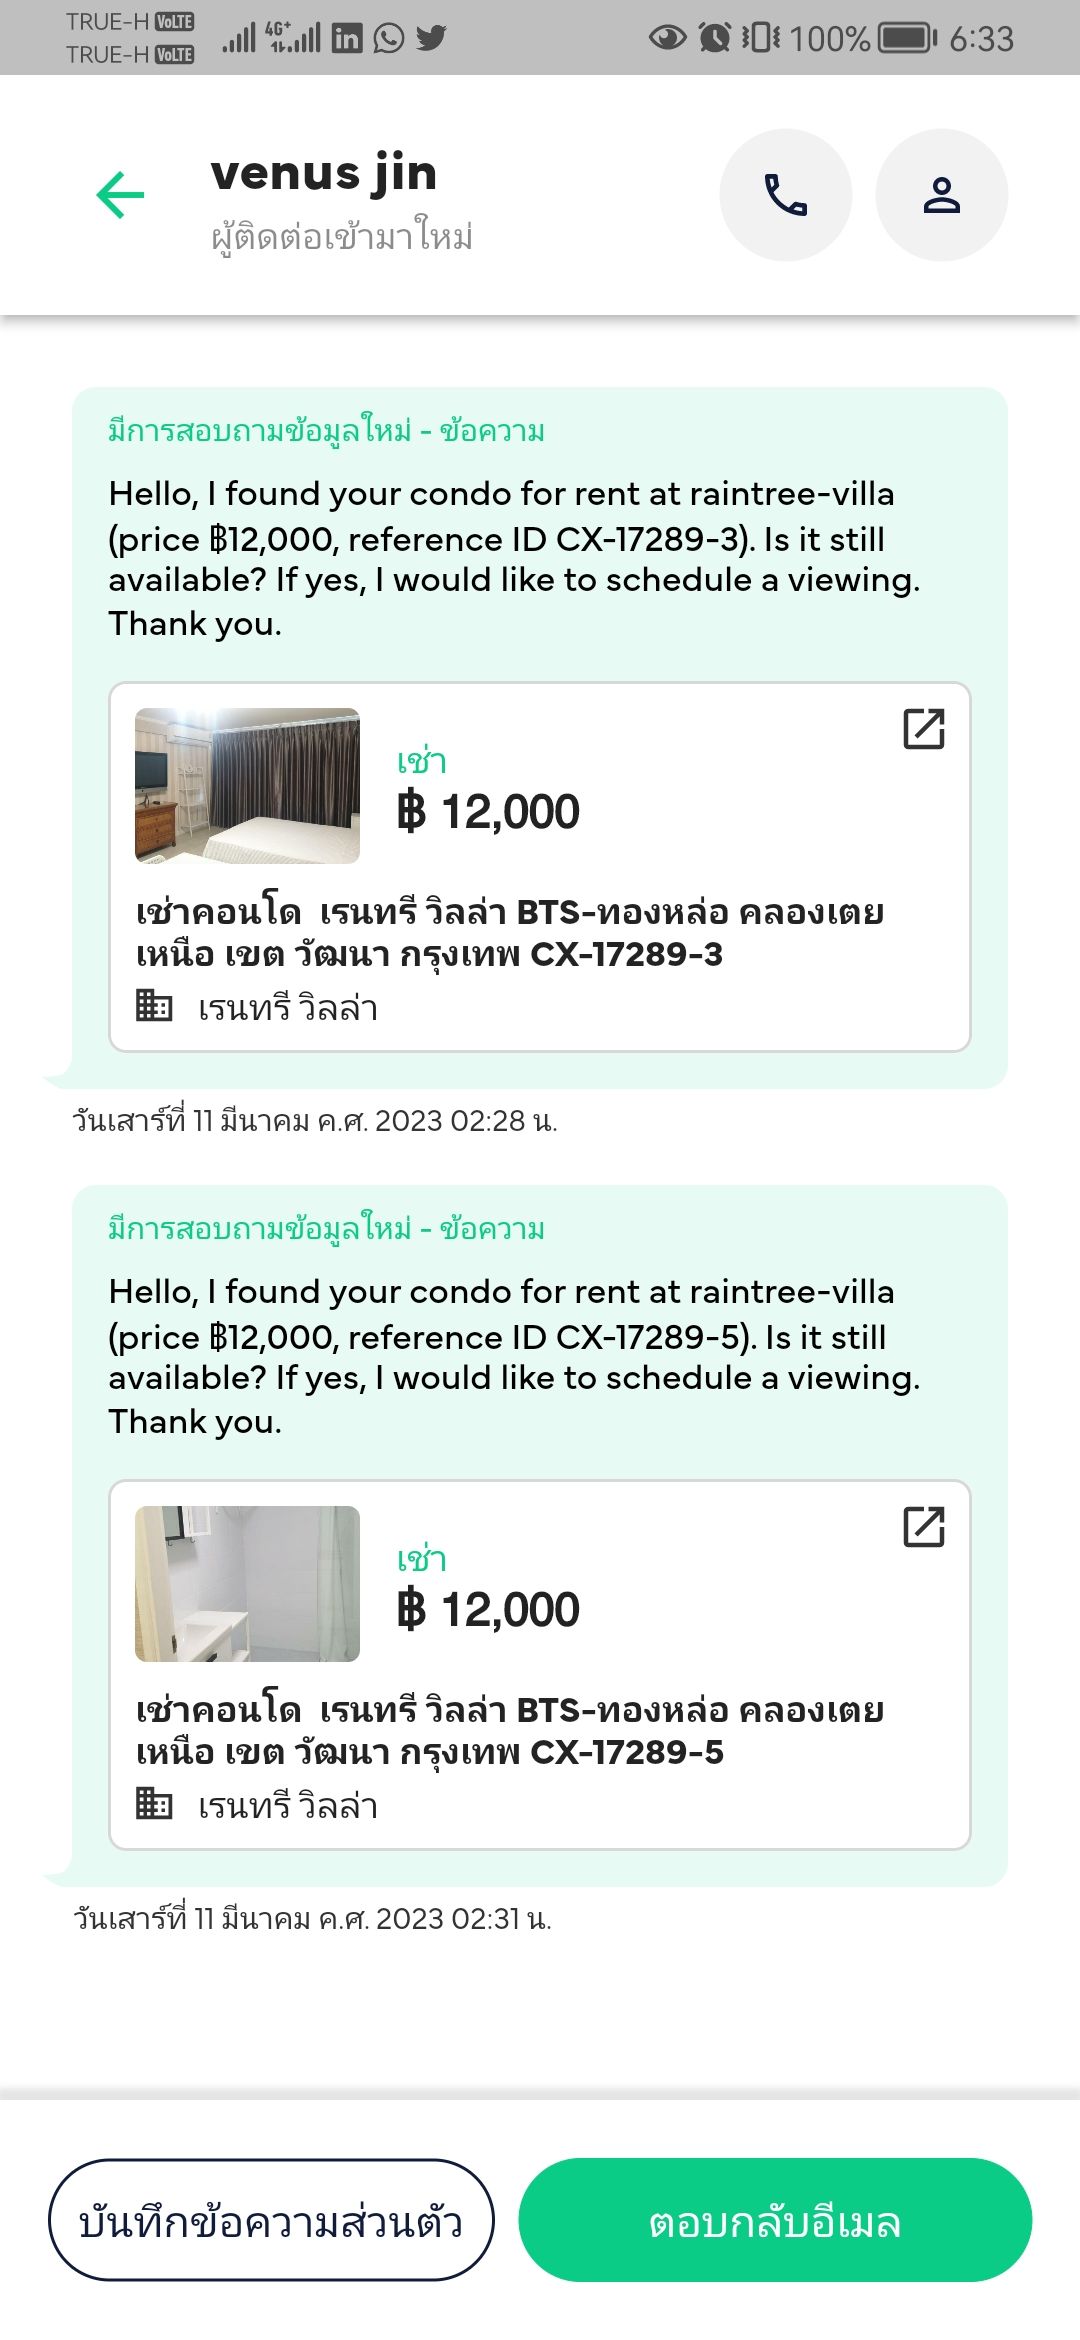 TRUE-H VoLTE
TRUE-H VoLTE
4G+
in
100%
6:33
venus jin
ผู้ติดต่อเข้ามาใหม่
มีการสอบถามข้อมูลใหม่ - ข้อความ
Hello, I found your condo for rent at raintree-villa
(price ฿12,000, reference ID CX-17289-3). Is it still
available? If yes, I would like to schedule a viewing.
Thank you.
เช่า
฿ 12,000
เช่าคอนโด เรนทรี วิลล่า BTS-ทองหล่อ คลองเตย
เหนือ เขต วัฒนา กรุงเทพ CX-17289-3
เรนทรี วิลล่า
วันเสาร์ที่ 11 มีนาคม ค.ศ. 2023 02:28 น.
มีการสอบถามข้อมูลใหม่ - ข้อความ
Hello, I found your condo for rent at raintree-villa
(price ฿12,000, reference ID CX-17289-5). Is it still
available? If yes, I would like to schedule a viewing.
Thank you.
เช่า
฿ 12,000
เช่าคอนโด เรนทรี วิลล่า BTS-ทองหล่อ คลองเตย
เหนือ เขต วัฒนา กรุงเทพ CX-17289-5
เรนทรี วิลล่า
วันเสาร์ที่ 11 มีนาคม ค.ศ. 2023 02:31 น.
บันทึกข้อความส่วนตัว
ตอบกลับอีเมล